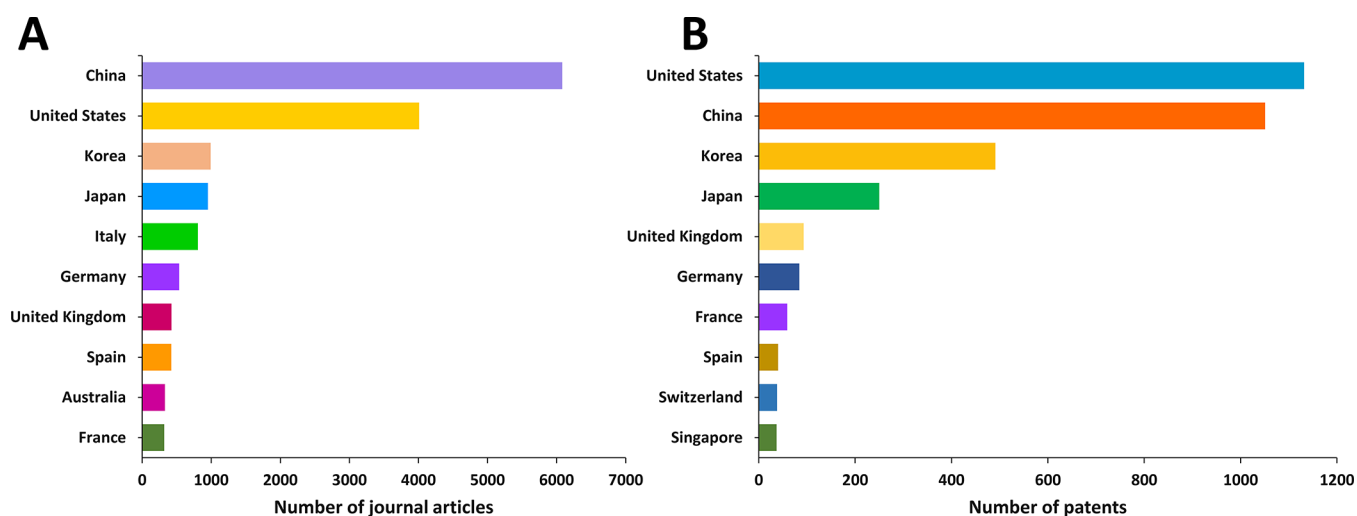 A
China
United States
Korea
Japan
Italy
Germany
United Kingdom
Spain
Australia
France
0 1000 2000 3000 4000 5000 6000 7000
Number of journal articles
B
United States
China
Korea
Japan
United Kingdom
Germany
France
Spain
Switzerland
Singapore
0 200 400 600 800 1000 1200
Number of patents